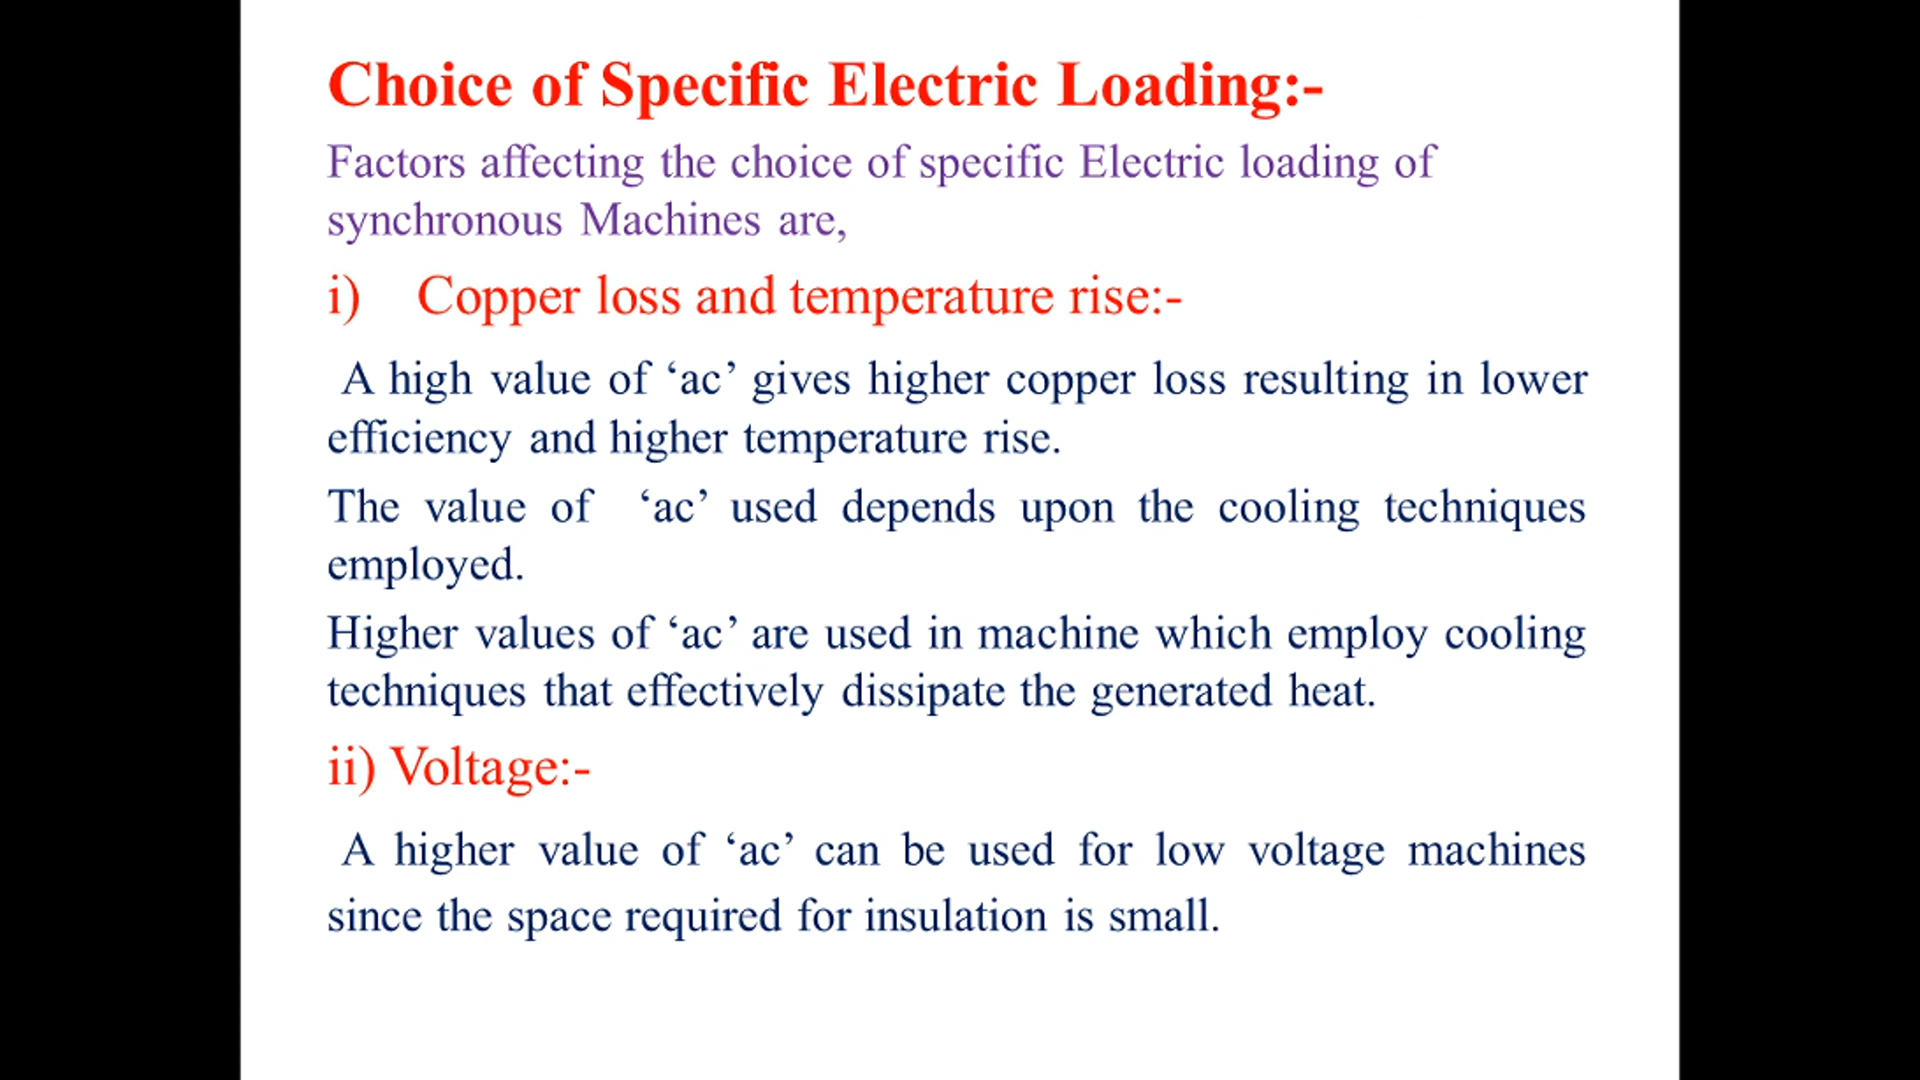 Choice of Specific Electric Loading:-
Factors affecting the choice of specific Electric loading of
synchronous Machines are,
i) Copper loss and temperature rise:-
A high value of ‘ac’ gives higher copper loss resulting in lower
efficiency and higher temperature rise.
The value of ‘ac’ used depends upon the cooling techniques
employed.
Higher values of ‘ac’ are used in machine which employ cooling
techniques that effectively dissipate the generated heat.
ii) Voltage:-
A higher value of ‘ac’ can be used for low voltage machines
since the space required for insulation is small.